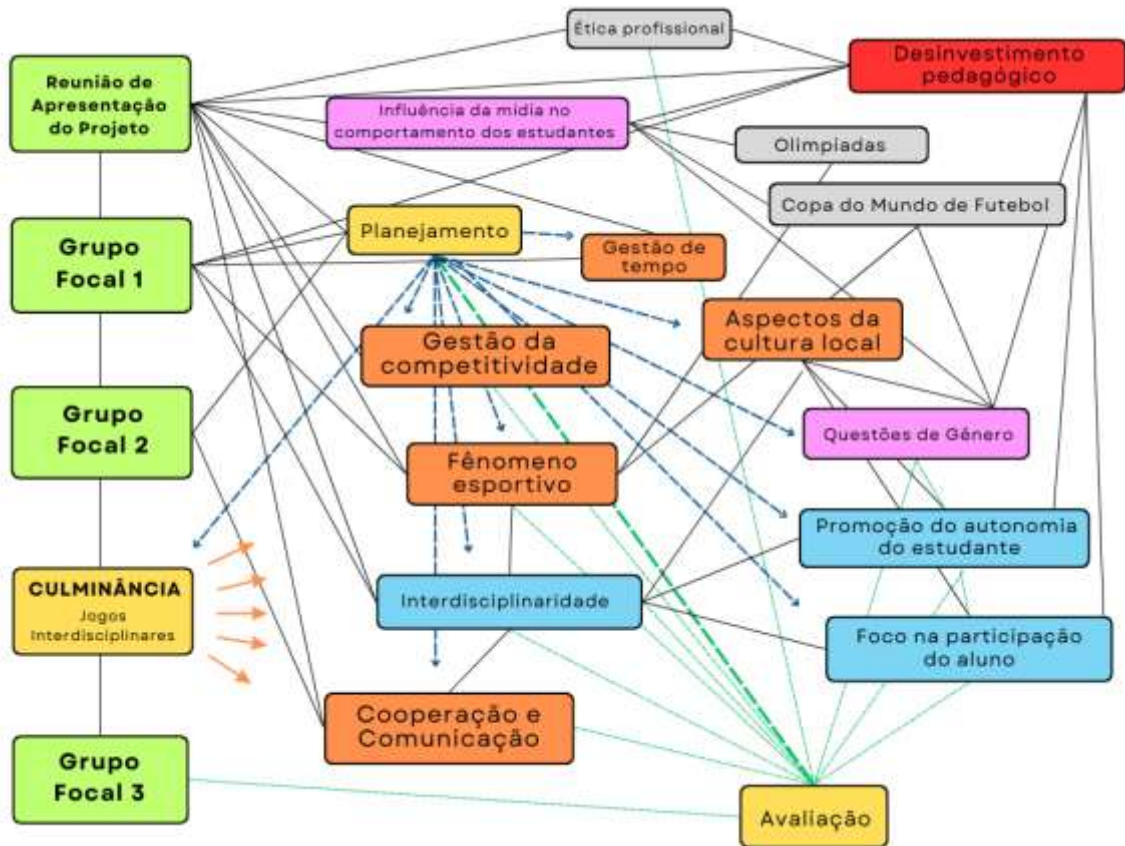 Ética profissional
Desinvestimento
pedagógico
Reunião de
Apresentação
do Projeto
Influência da mídia no
comportamento dos estudantes
Olimpíadas
Copa do Mundo de Futebol
Grupo
Focal 1
Planejamento
Gestão de
tempo
Gestão da
competitividade
Aspectos da
cultura local
Grupo
Focal 2
Fênomeno
esportivo
Questões de Gênero
Promoção do autonomia
do estudante
CULMINÂNCIA
Jogos
Interdisciplinares
Interdisciplinaridade
Foco na participação
do aluno
Cooperação e
Comunicação
Grupo
Focal 3
Avaliação